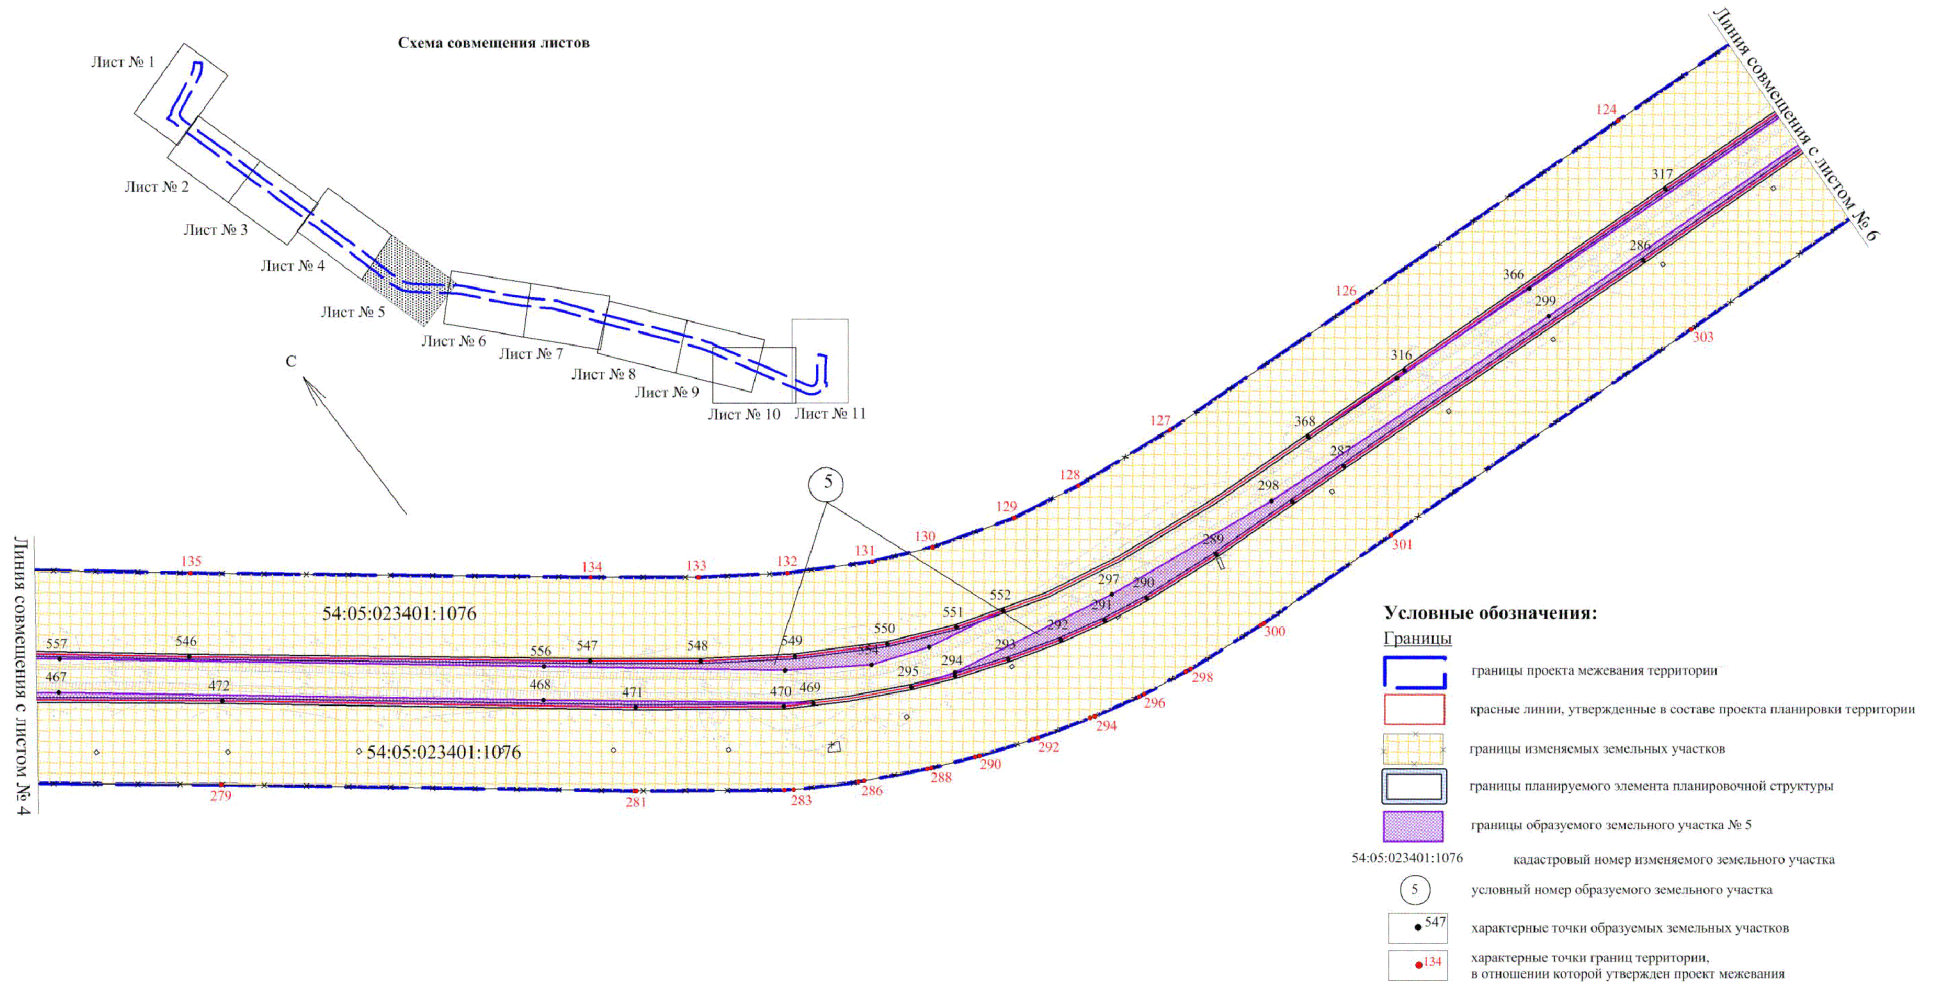 Схема совмещения листов
Лист № 1
Лист № 2
Лист № 3
Лист № 4
Лист № 5
Лист № 6
Лист № 7
Лист № 8
Лист № 9
Лист № 10
Лист № 11
С
Линия совмещения с листом № 6
124
317
286
366
126
299
303
316
127
368
287
128
298
5
129
289
301
130
131
135
134
133
132
297
290
552
291
54:05:023401:1076
551
292
300
550
293
557
546
547
548
549
556
294
298
295
467
472
468
471
470
469
296
294
54:05:023401:1076
292
290
288
286
279
281
283
Линия совмещения с листом № 4
Условные обозначения:
Границы
границы проекта межевания территории
красные линии, утвержденные в составе проекта планировки территории
границы изменяемых земельных участков
границы планируемого элемента планировочной структуры
границы образуемого земельного участка № 5
54:05:023401:1076 кадастровый номер изменяемого земельного участка
5 условный номер образуемого земельного участка
547 характерные точки образуемых земельных участков
134 характерные точки границ территории,
в отношении которой утвержден проект межевания